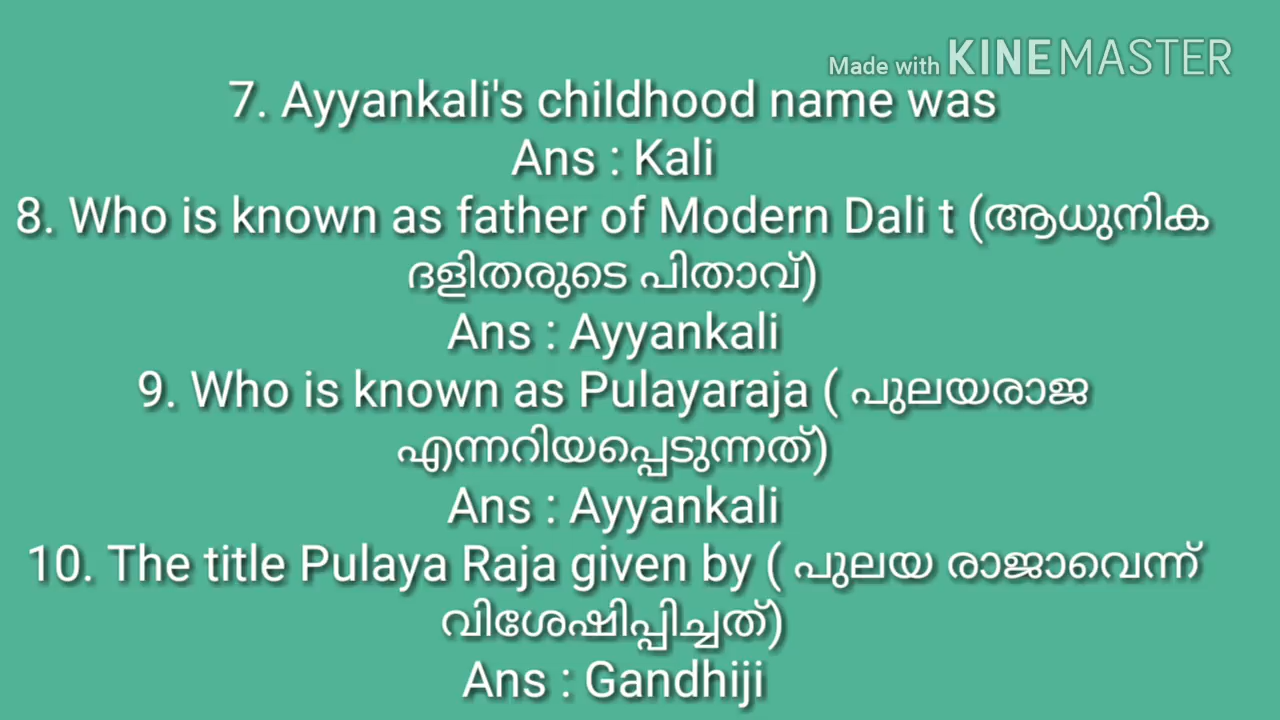 Made with KINEMASTER
7. Ayyankali's childhood name was
Ans : Kali
8. Who is known as father of Modern Dali t (ആധുനിക
ദളിതരുടെ പിതാവ്)
Ans : Ayyankali
9. Who is known as Pulayaraja ( പുലയരാജ
എന്നറിയപ്പെടുന്നത്)
Ans : Ayyankali
10. The title Pulaya Raja given by ( പുലയ രാജാവെന്ന്
വിശേഷിപ്പിച്ചത്)
Ans : Gandhiji